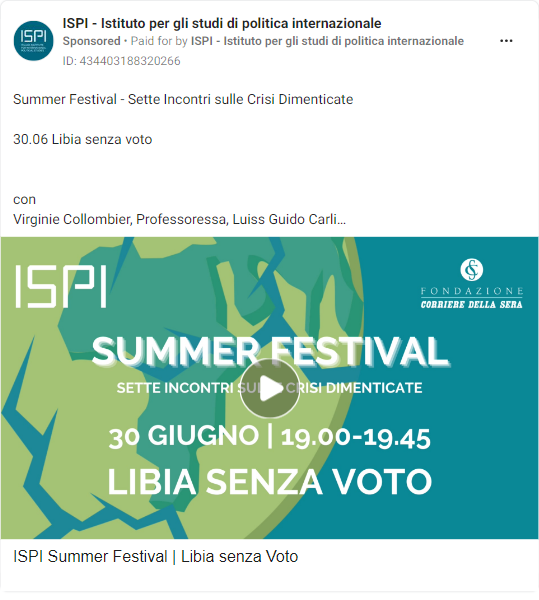 ISPI
ISPI - Istituto per gli studi di politica internazionale
Sponsored • Paid for by ISPI - Istituto per gli studi di politica internazionale
ID: 434403188320266
Summer Festival - Sette Incontri sulle Crisi Dimenticate
30.06 Libia senza voto
con
Virginie Collombier, Professoressa, Luiss Guido Carli...
ISPI
FONDAZIONE
CORRIERE DELLA SERA
SUMMER FESTIVAL
SETTE INCONTRI SULLE CRISI DIMENTICATE
30 GIUGNO | 19.00-19.45
LIBIA SENZA VOTO
ISPI Summer Festival | Libia senza Voto